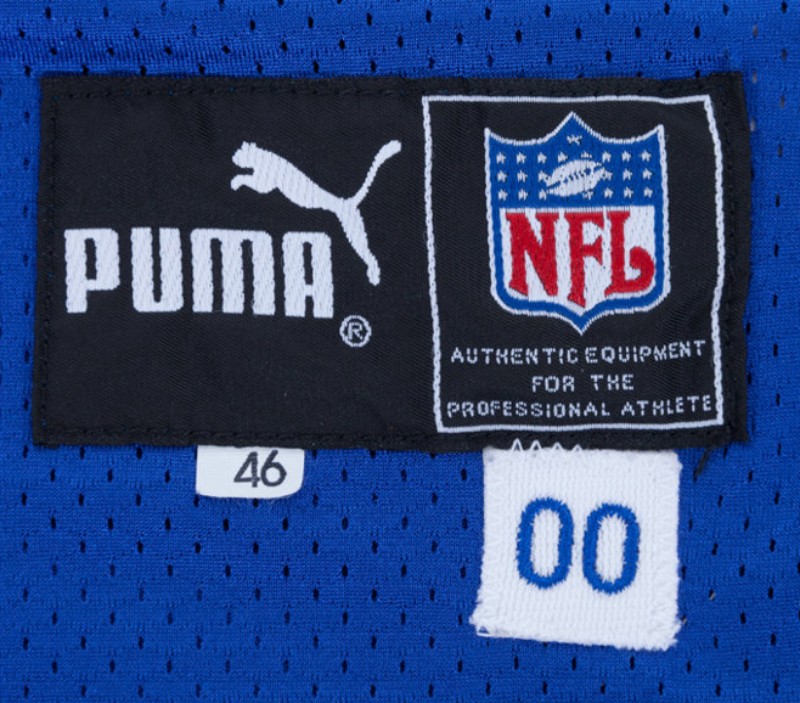 PUMA
®
NFL
AUTHENTIC EQUIPMENT
FOR THE
PROFESSIONAL ATHLETE
46
00